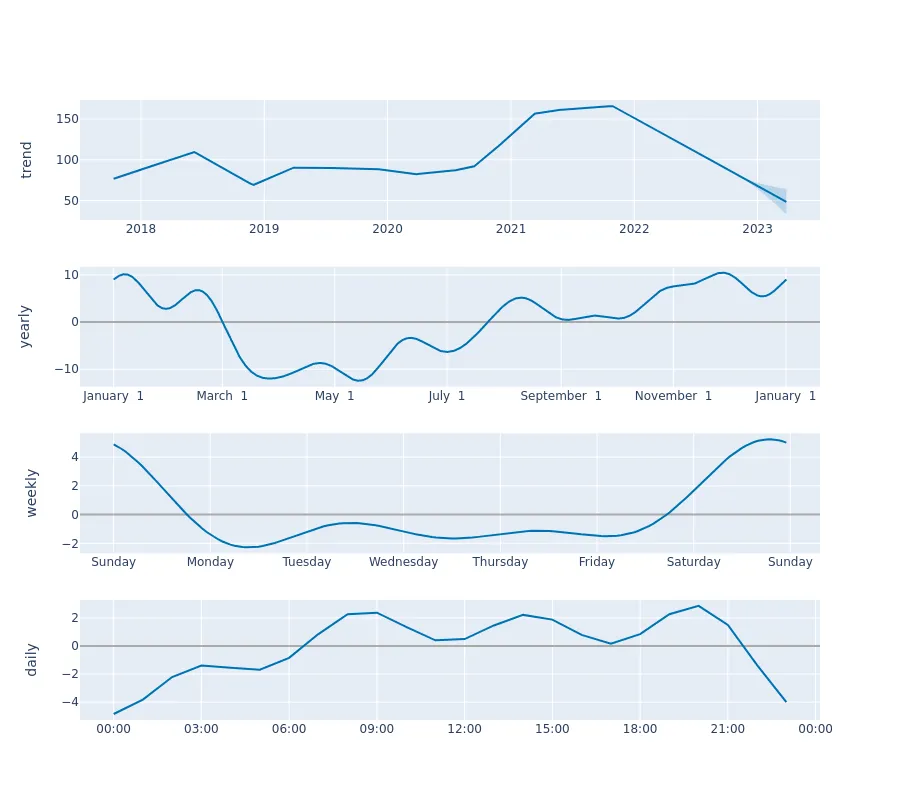 trend
150
100
50
2018 2019 2020 2021 2022 2023
yearly
10
0
−10
January 1 March 1 May 1 July 1 September 1 November 1 January 1
weekly
4
2
0
−2
Sunday Monday Tuesday Wednesday Thursday Friday Saturday Sunday
daily
2
0
−2
−4
00:00 03:00 06:00 09:00 12:00 15:00 18:00 21:00 00:00